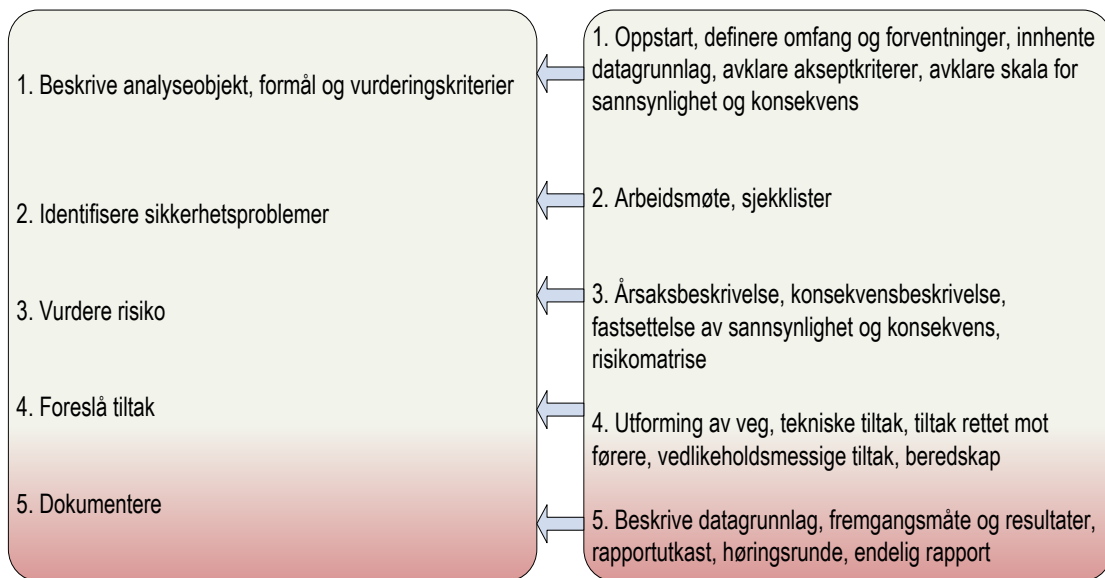 1. Beskrive analyseobjekt, formål og vurderingskriterier
2. Identifisere sikkerhetsproblemer
3. Vurdere risiko
4. Foreslå tiltak
5. Dokumentere
1. Oppstart, definere omfang og forventninger, innhente
datagrunnlag, avklare akseptkriterer, avklare skala for
sannsynlighet og konsekvens
2. Arbeidsmøte, sjekklister
3. Årsaksbeskrivelse, konsekvensbeskrivelse,
fastsettelse av sannsynlighet og konsekvens,
risikomatrise
4. Utforming av veg, tekniske tiltak, tiltak rettet mot
førere, vedlikeholdsmessige tiltak, beredskap
5. Beskrive datagrunnlag, fremgangsmåte og resultater,
rapportutkast, høringsrunde, endelig rapport